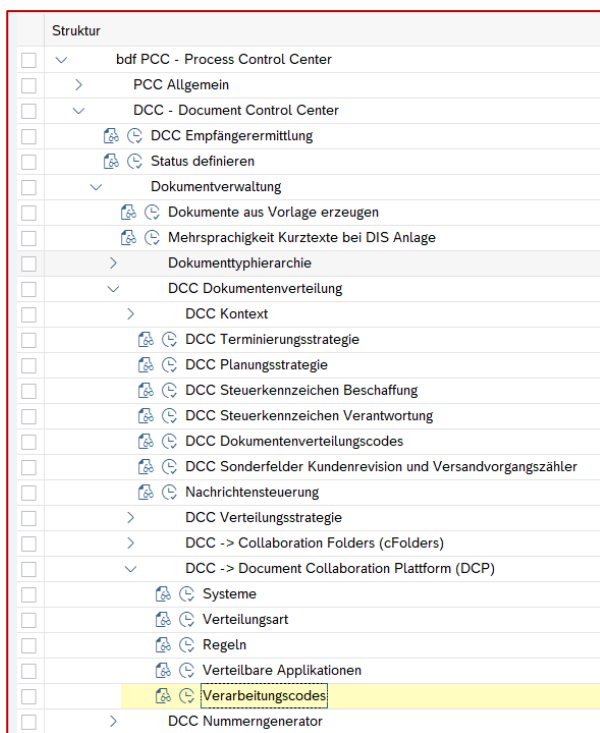 Struktur
bdf PCC - Process Control Center
PCC Allgemein
DCC - Document Control Center
DCC Empfängerermittlung
Status definieren
Dokumentverwaltung
Dokumente aus Vorlage erzeugen
Mehrsprachigkeit Kurztexte bei DIS Anlage
Dokumenttyphierarchie
DCC Dokumentenverteilung
DCC Kontext
DCC Terminierungsstrategie
DCC Planungsstrategie
DCC Steuerkennzeichen Beschaffung
DCC Steuerkennzeichen Verantwortung
DCC Dokumentenverteilungscodes
DCC Sonderfelder Kundenrevision und Versandvorgangszähler
Nachrichtensteuerung
DCC Verteilungsstrategie
DCC -> Collaboration Folders (cFolders)
DCC -> Document Collaboration Plattform (DCP)
Systeme
Verteilungsart
Regeln
Verteilbare Applikationen
Verarbeitungscodes
DCC Nummerngenerator